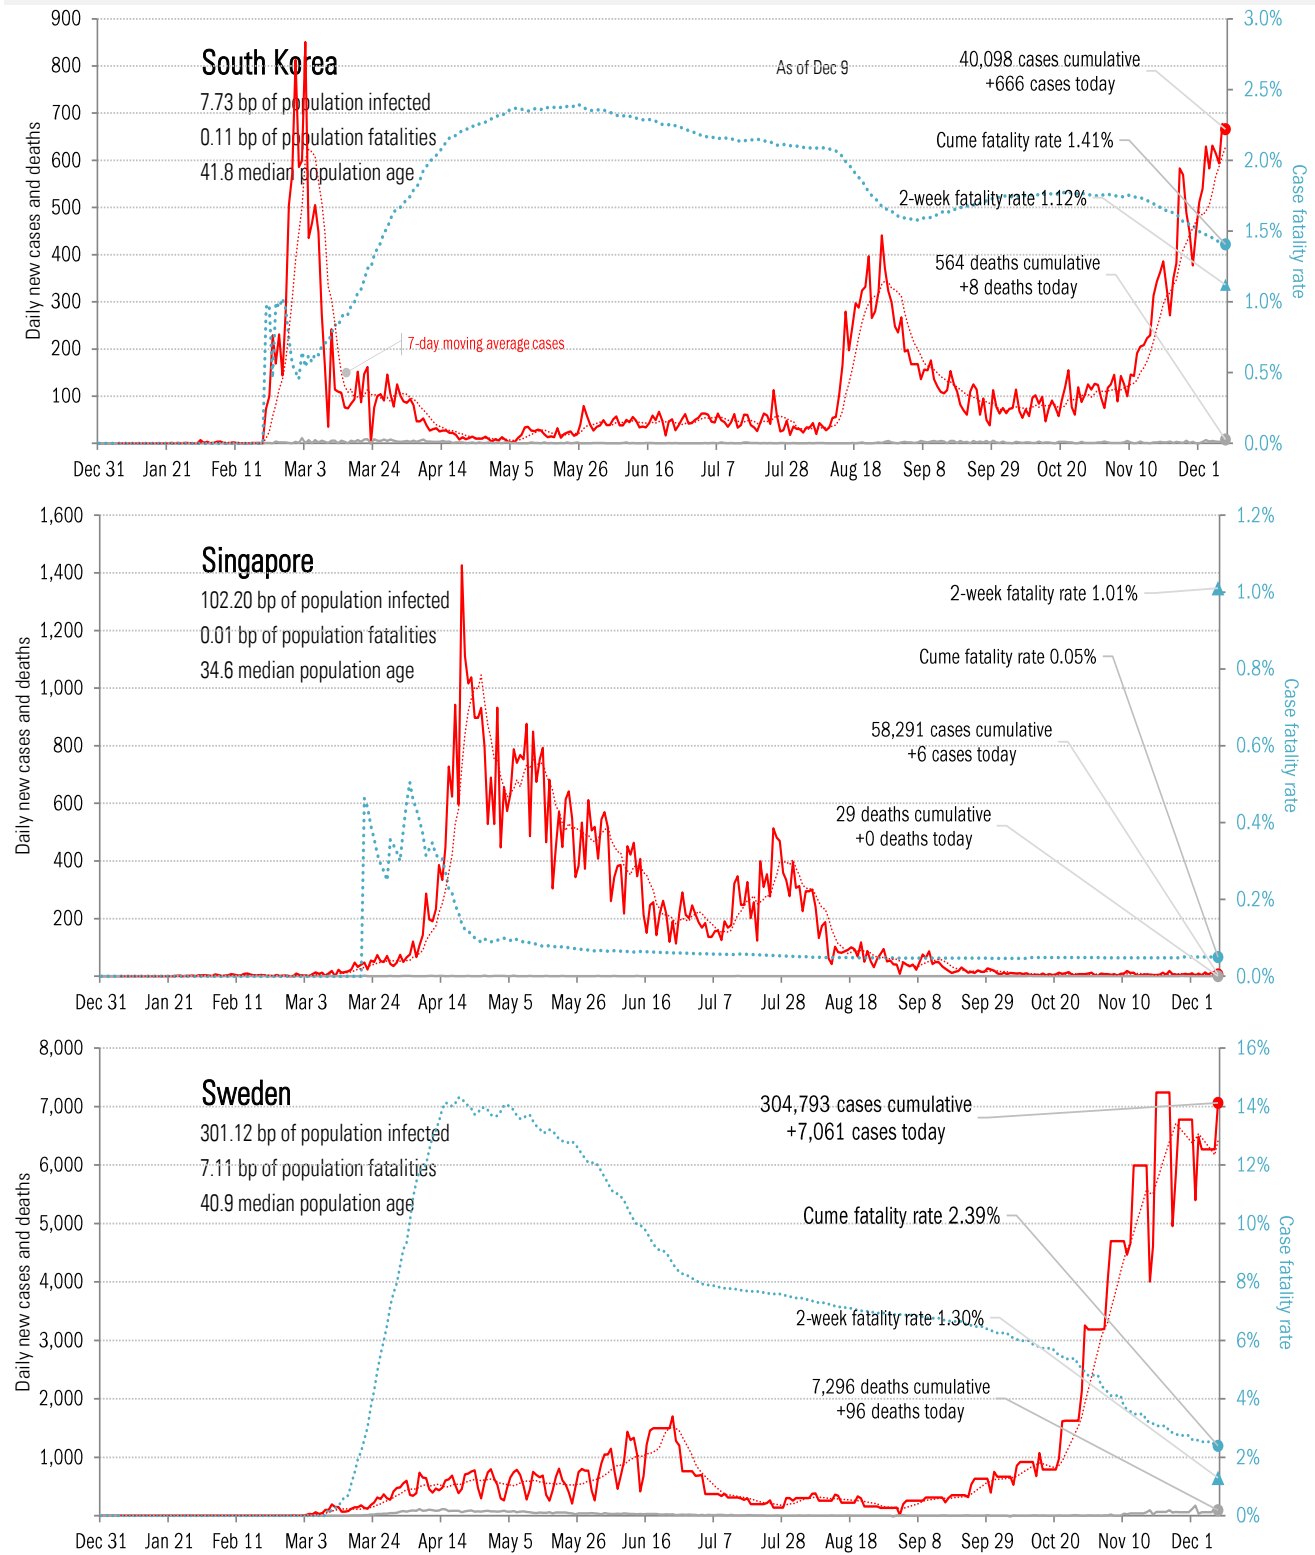 South Korea
As of Dec 9
7.73 bp of population infected
0.11 bp of population fatalities
41.8 median population age
40,098 cases cumulative
+666 cases today
Cume fatality rate 1.41%
2-week fatality rate 1.12%
564 deaths cumulative
+8 deaths today
7-day moving average cases
Daily new cases and deaths
900
800
700
600
500
400
300
200
100
3.0%
2.5%
2.0%
1.5%
1.0%
0.5%
0.0%
Case fatality rate
Dec 31 Jan 21 Feb 11 Mar 3 Mar 24 Apr 14 May 5 May 26 Jun 16 Jul 7 Jul 28 Aug 18 Sep 8 Sep 29 Oct 20 Nov 10 Dec 1
Singapore
102.20 bp of population infected
0.01 bp of population fatalities
34.6 median population age
2-week fatality rate 1.01%
Cume fatality rate 0.05%
58,291 cases cumulative
+6 cases today
29 deaths cumulative
+0 deaths today
Daily new cases and deaths
1,600
1,400
1,200
1,000
800
600
400
200
1.2%
1.0%
0.8%
0.6%
0.4%
0.2%
0.0%
Case fatality rate
Dec 31 Jan 21 Feb 11 Mar 3 Mar 24 Apr 14 May 5 May 26 Jun 16 Jul 7 Jul 28 Aug 18 Sep 8 Sep 29 Oct 20 Nov 10 Dec 1
Sweden
301.12 bp of population infected
7.11 bp of population fatalities
40.9 median population age
304,793 cases cumulative
+7,061 cases today
Cume fatality rate 2.39%
2-week fatality rate 1.30%
7,296 deaths cumulative
+96 deaths today
Daily new cases and deaths
8,000
7,000
6,000
5,000
4,000
3,000
2,000
1,000
16%
14%
12%
10%
8%
6%
4%
2%
0%
Case fatality rate
Dec 31 Jan 21 Feb 11 Mar 3 Mar 24 Apr 14 May 5 May 26 Jun 16 Jul 7 Jul 28 Aug 18 Sep 8 Sep 29 Oct 20 Nov 10 Dec 1